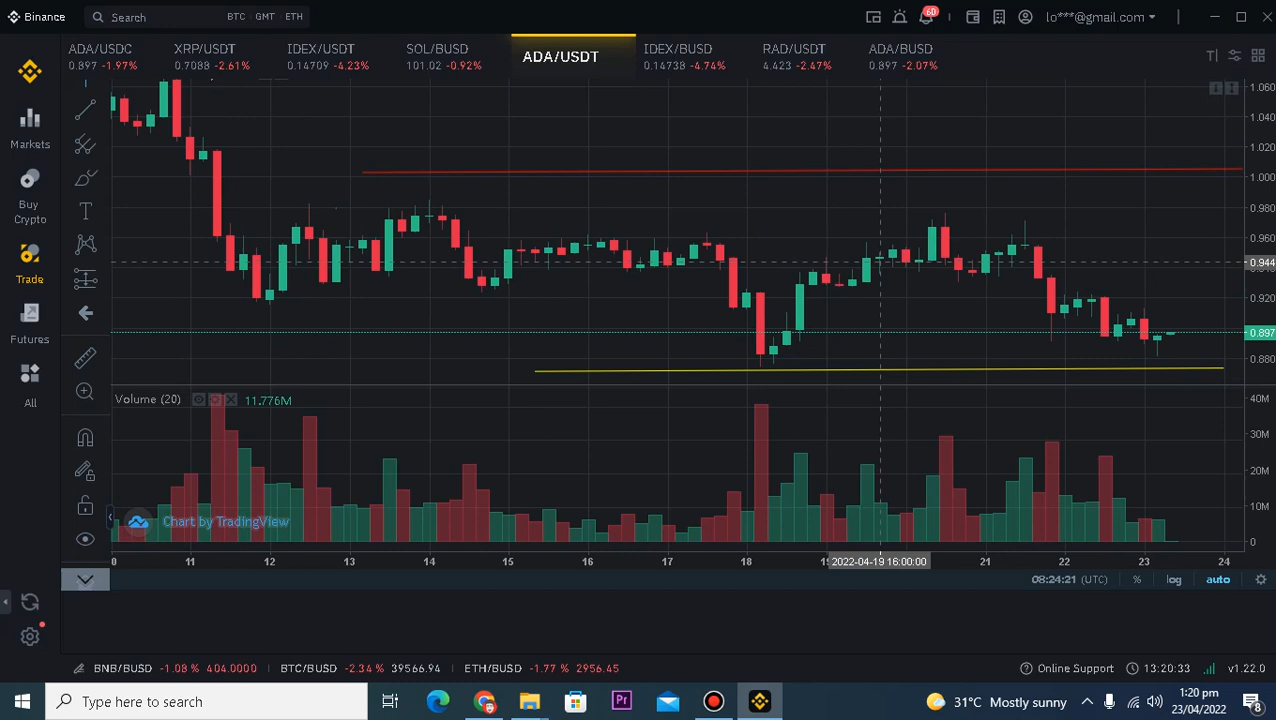 Binance
Search
BTC GMT ETH
60
lo***@gmail.com
ADA/USDC
0.897 -1.97%
XRP/USDT
0.7088 -2.61%
IDEX/USDT
0.14709 -4.23%
SOL/BUSD
101.02 -0.92%
ADA/USDT
IDEX/BUSD
0.14738 -4.74%
RAD/USDT
4.423 -2.47%
ADA/BUSD
0.897 -2.07%
Markets
Buy
Crypto
Trade
Futures
All
1.060
1.040
1.020
1.000
0.980
0.960
0.944
0.940
0.920
0.897
0.880
Volume (20) 11.776M
40M
30M
20M
10M
0
Chart by TradingView
0 11 12 13 14 15 16 17 18 19 2022-04-19 16:00:00 21 22 23 24
08:24:21 (UTC) % log auto
BNB/BUSD -1.08 % 404.0000 BTC/BUSD -2.34 % 39566.94 ETH/BUSD -1.77 % 2956.45
Online Support 13:20:33 v1.22.0
Type here to search
Pr
31°C Mostly sunny
1:20 pm
23/04/2022
8